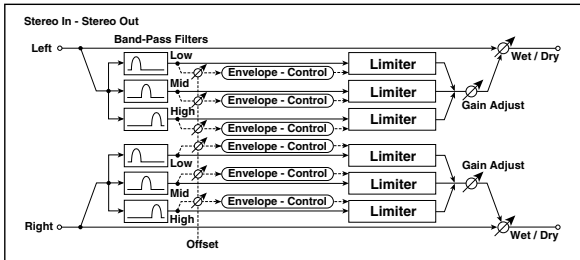 Stereo In - Stereo Out
Left
Band-Pass Filters
Wet / Dry
Low
Limiter
Envelope - Control
Mid
Limiter
Envelope - Control
Gain Adjust
High
Limiter
Envelope - Control
Envelope - Control
Limiter
Gain Adjust
Low
Envelope - Control
Limiter
Mid
Envelope - Control
Limiter
High
Right
Wet / Dry
Offset